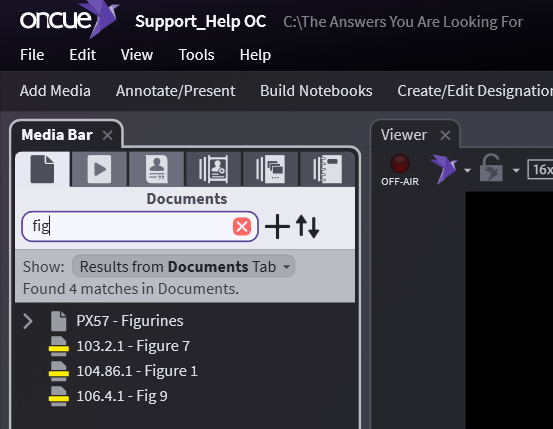 oncue Support_Help OC C:\The Answers You Are Looking For
File Edit View Tools Help
Add Media Annotate/Present Build Notebooks Create/Edit Designation
Media Bar
Viewer
OFF-AIR
16x
Documents
fig
Show: Results from Documents Tab
Found 4 matches in Documents.
PX57 - Figurines
103.2.1 - Figure 7
104.86.1 - Figure 1
106.4.1 - Fig 9